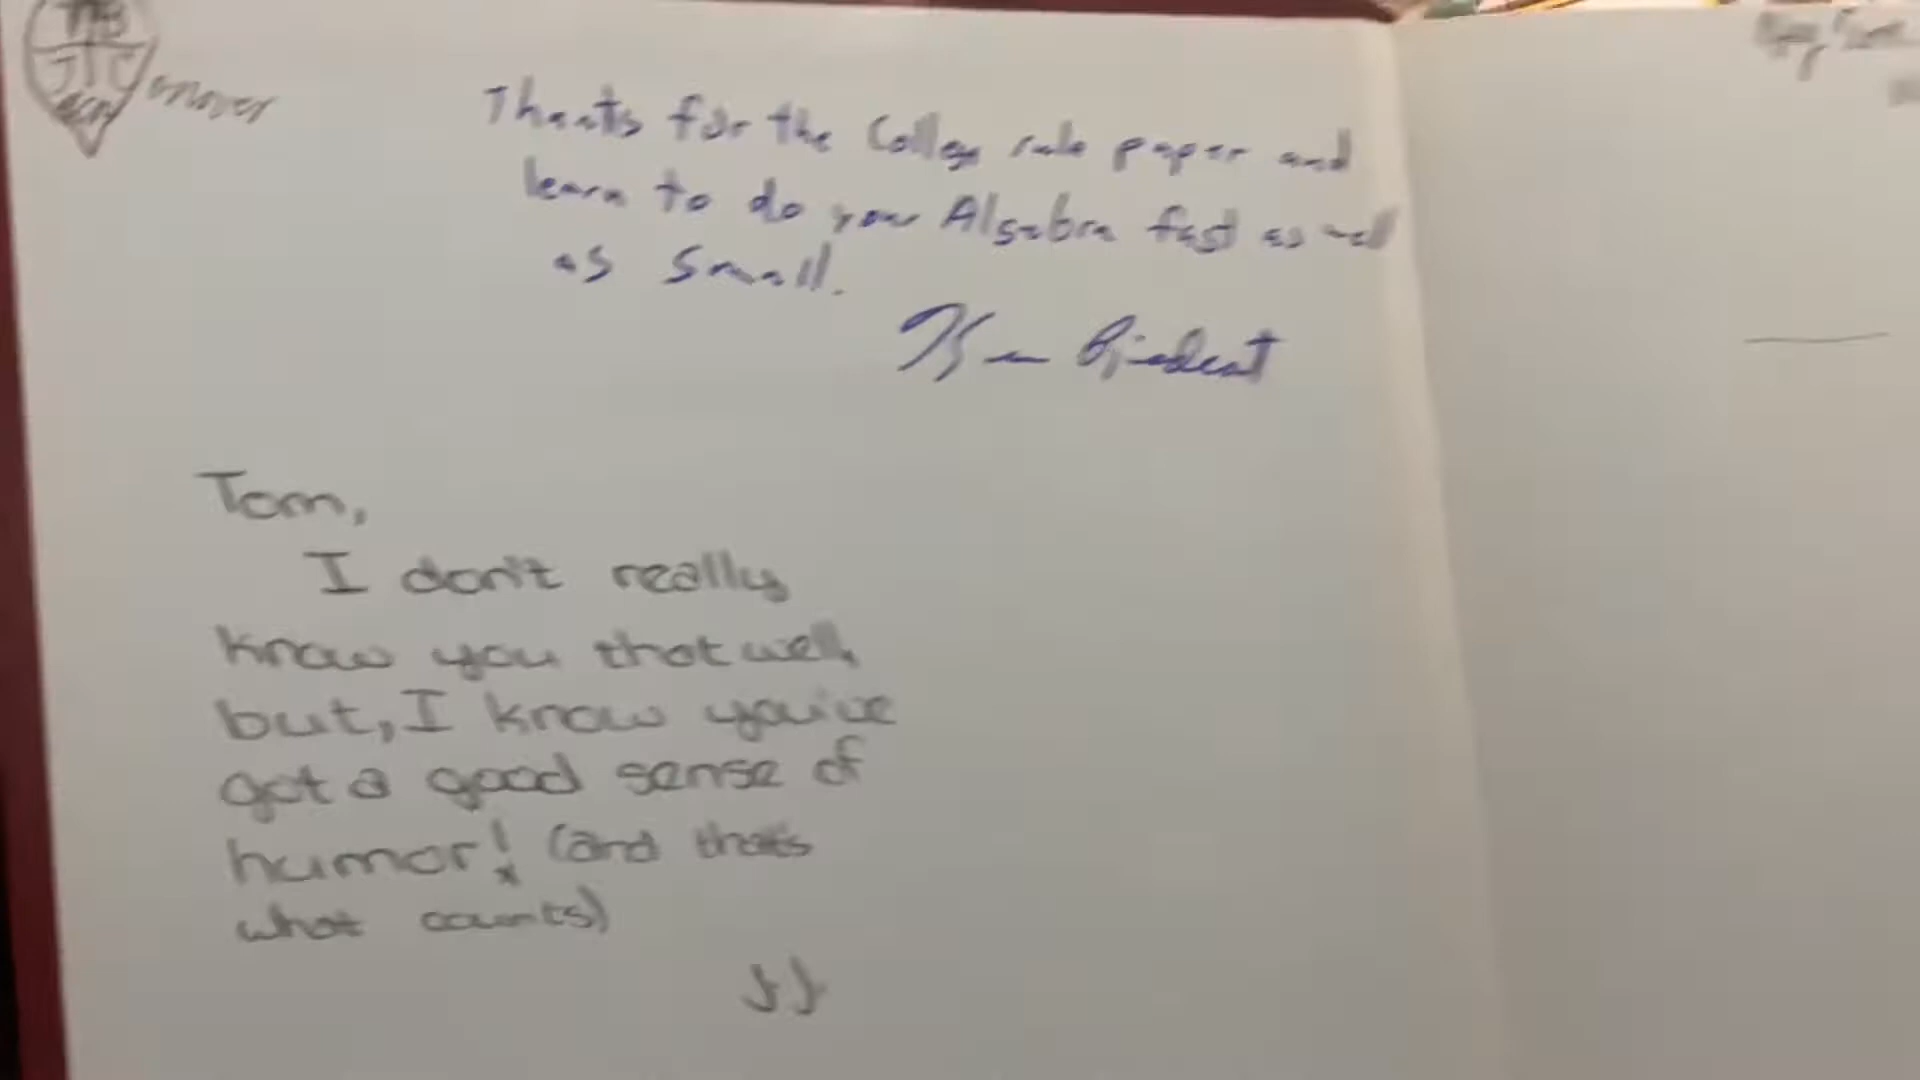 Thanks for the College rule paper and
learn to do your Algebra fast as well
as small.
Ken
Tom,
I don't really
know you that well,
but, I know you've
got a good sense of
humor! (and that's
what counts)
JJ